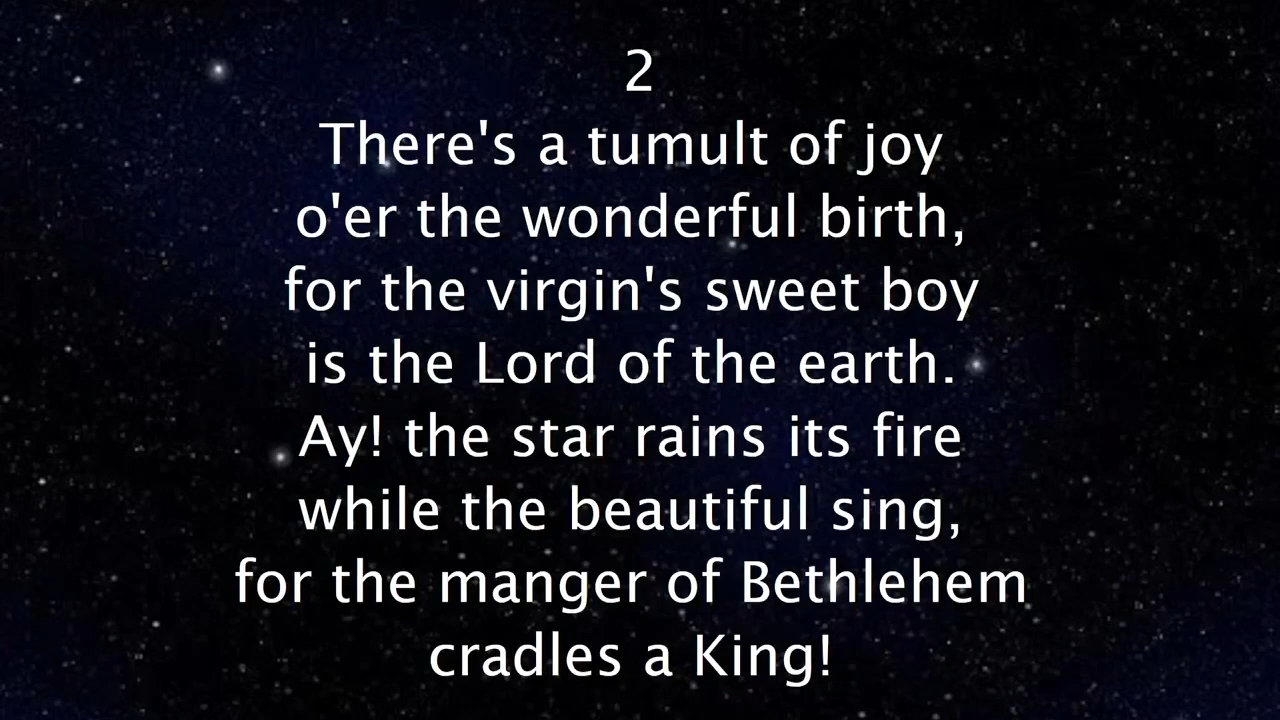 2
There's a tumult of joy
o'er the wonderful birth,
for the virgin's sweet boy
is the Lord of the earth.
Ay! the star rains its fire
while the beautiful sing,
for the manger of Bethlehem
cradles a King!